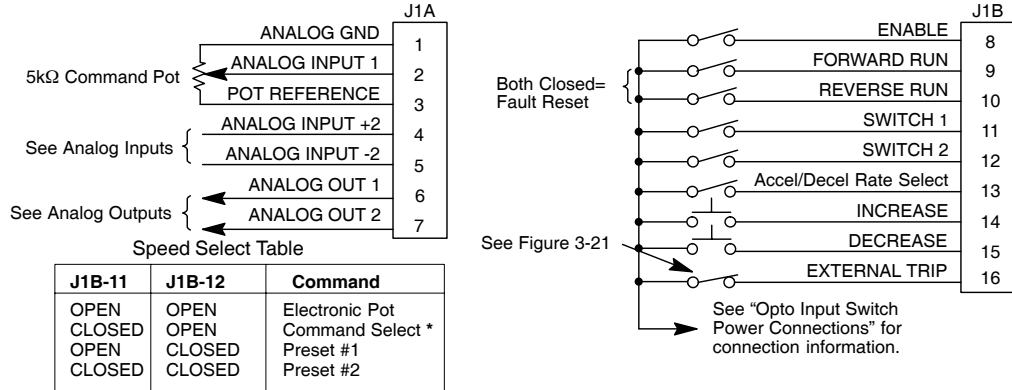 J1A
ANALOG GND 1
5kΩ Command Pot
ANALOG INPUT 1 2
POT REFERENCE 3
ANALOG INPUT +2 4
See Analog Inputs
ANALOG INPUT -2 5
ANALOG OUT 1 6
See Analog Outputs
ANALOG OUT 2 7
Speed Select Table
J1B-11 J1B-12 Command
OPEN OPEN Electronic Pot
CLOSED OPEN Command Select *
OPEN CLOSED Preset #1
CLOSED CLOSED Preset #2
J1B
ENABLE 8
FORWARD RUN 9
Both Closed=
Fault Reset
REVERSE RUN 10
SWITCH 1 11
SWITCH 2 12
Accel/Decel Rate Select 13
INCREASE 14
DECREASE 15
See Figure 3-21
EXTERNAL TRIP 16
See “Opto Input Switch
Power Connections” for
connection information.